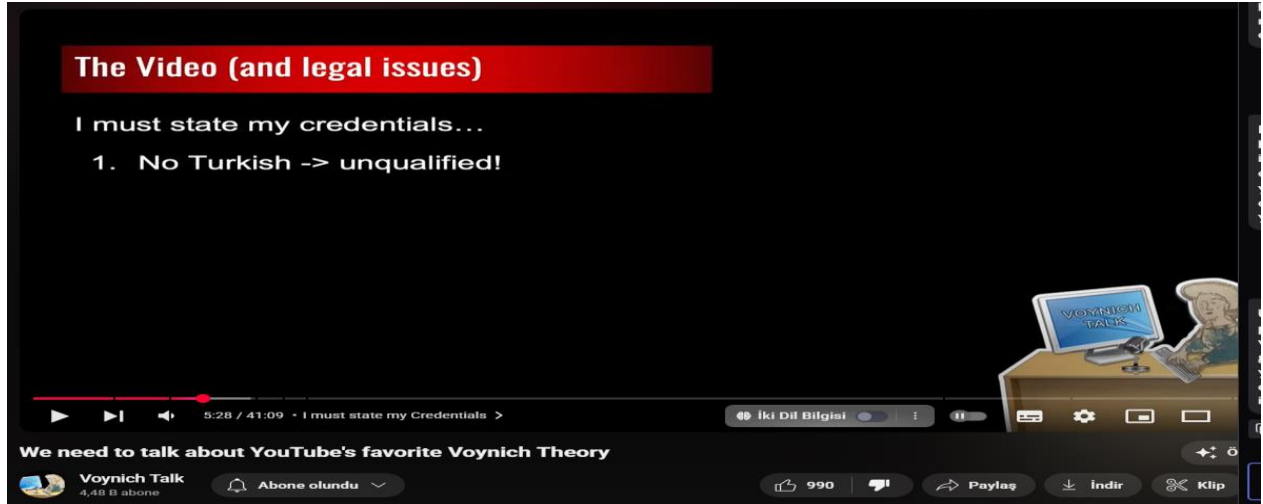 The Video (and legal issues)
I must state my credentials...
1. No Turkish -> unqualified!
VOYNICH
TALK
5:28 / 41:09 • I must state my Credentials >
İki Dil Bilgisi
We need to talk about YouTube's favorite Voynich Theory
Voynich Talk
4,48 B abone
Abone olundu
990
Paylaş
İndir
Klip